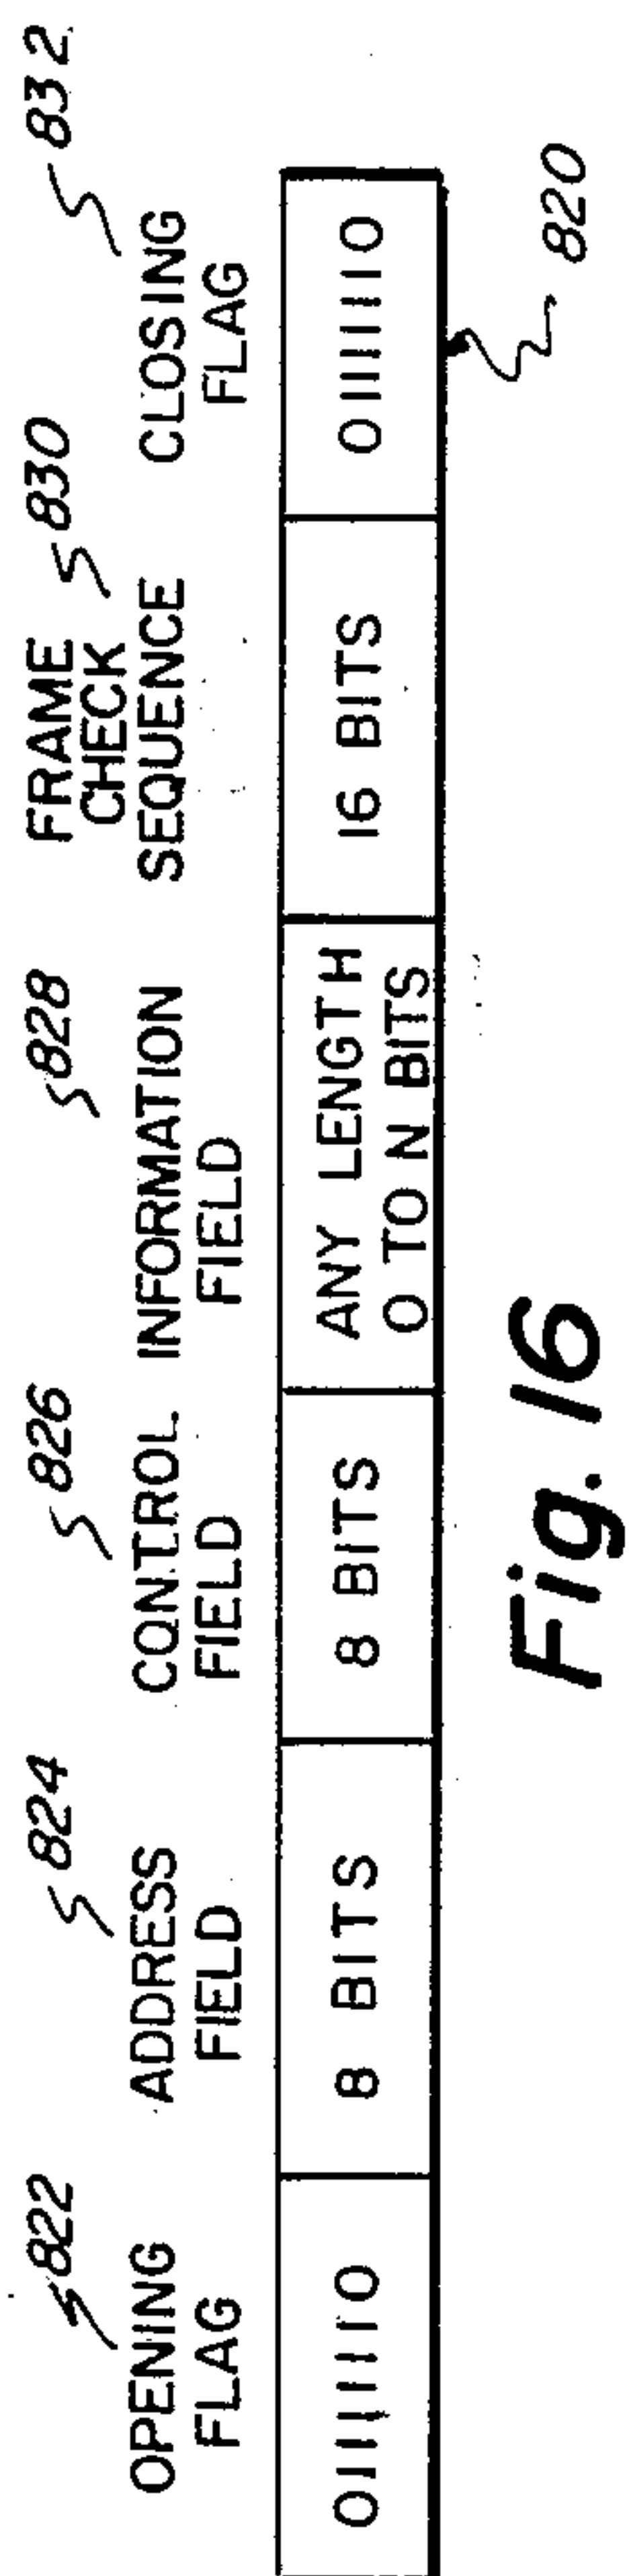 822
OPENING
FLAG
01111110
824
ADDRESS
FIELD
8 BITS
826
CONTROL
FIELD
8 BITS
828
INFORMATION
FIELD
ANY LENGTH
0 TO N BITS
830
FRAME
CHECK
SEQUENCE
16 BITS
832
CLOSING
FLAG
01111110
820
Fig. 16